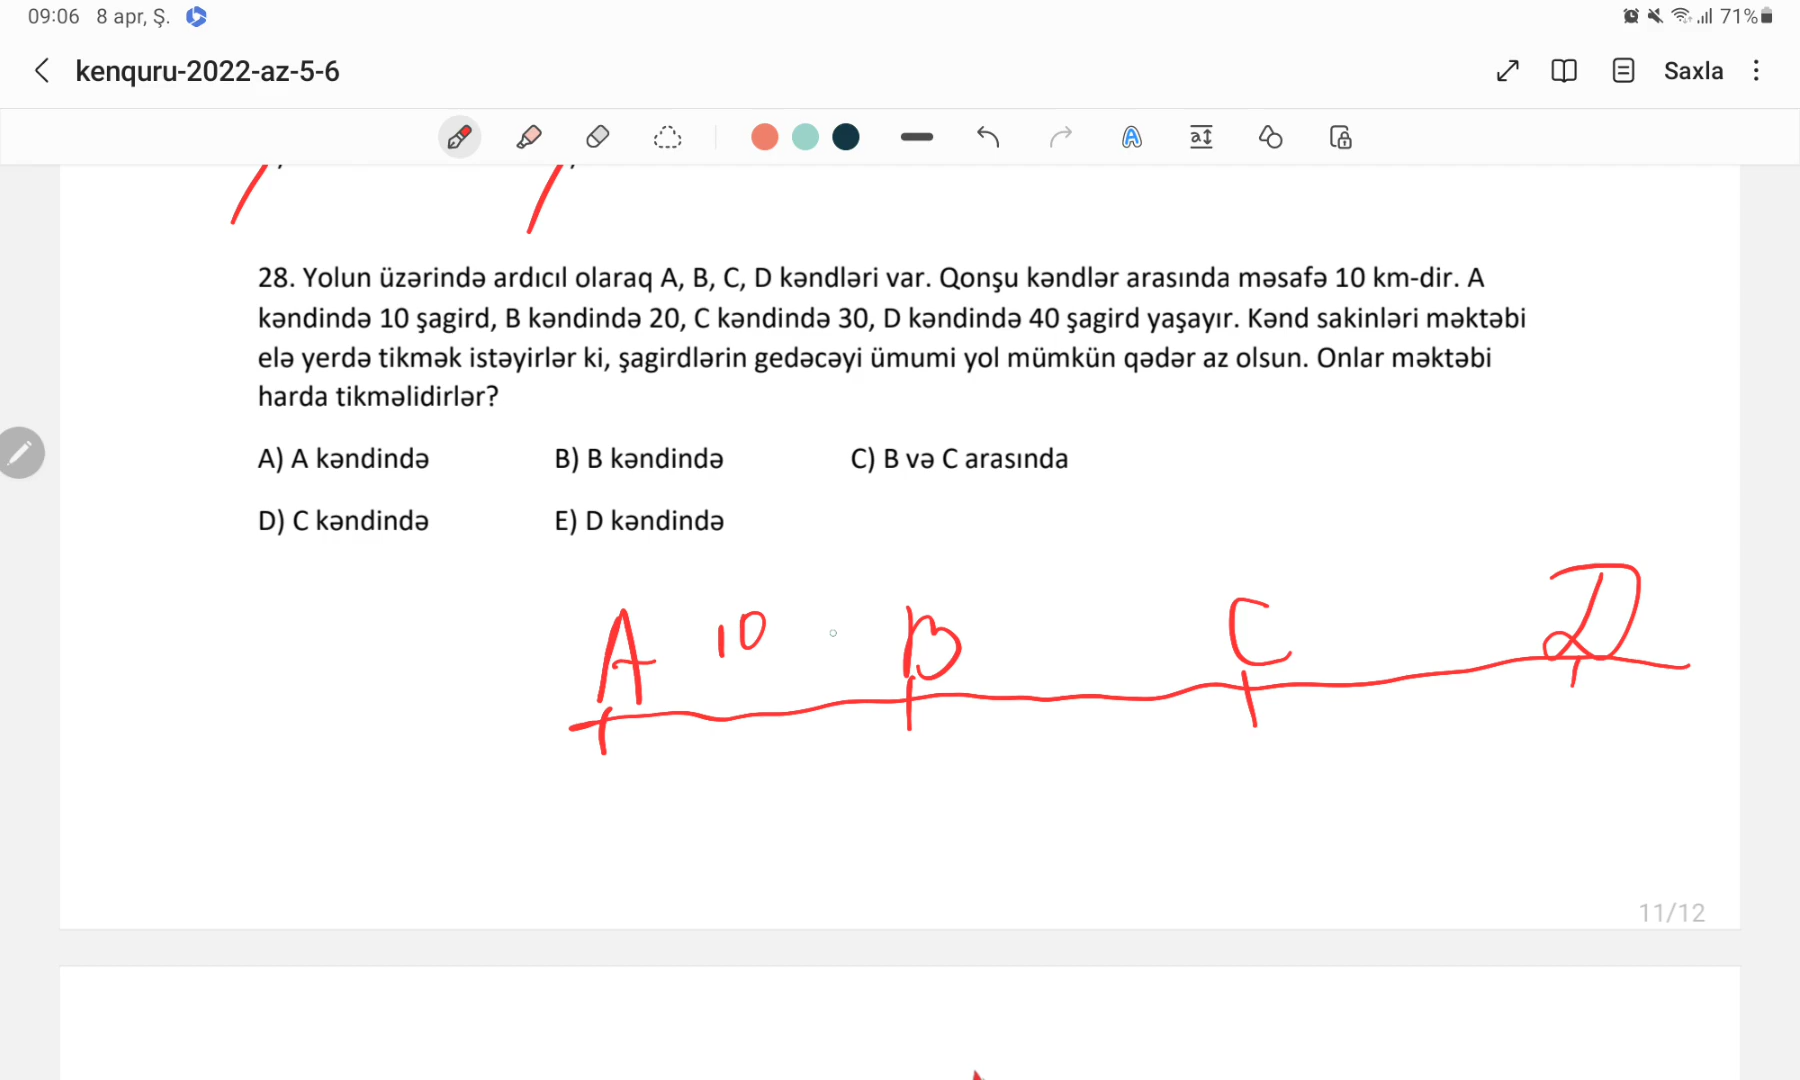 09:06 8 apr, Ş. 71%
kenquru-2022-az-5-6 Saxla
28. Yolun üzərində ardıcıl olaraq A, B, C, D kəndləri var. Qonşu kəndlər arasında məsafə 10 km-dir. A
kəndində 10 şagird, B kəndində 20, C kəndində 30, D kəndində 40 şagird yaşayır. Kənd sakinləri məktəbi
elə yerdə tikmək istəyirlər ki, şagirdlərin gedəcəyi ümumi yol mümkün qədər az olsun. Onlar məktəbi
harda tikməlidirlər?
A) A kəndində B) B kəndində C) B və C arasında
D) C kəndində E) D kəndində
A 10 B C D
11/12